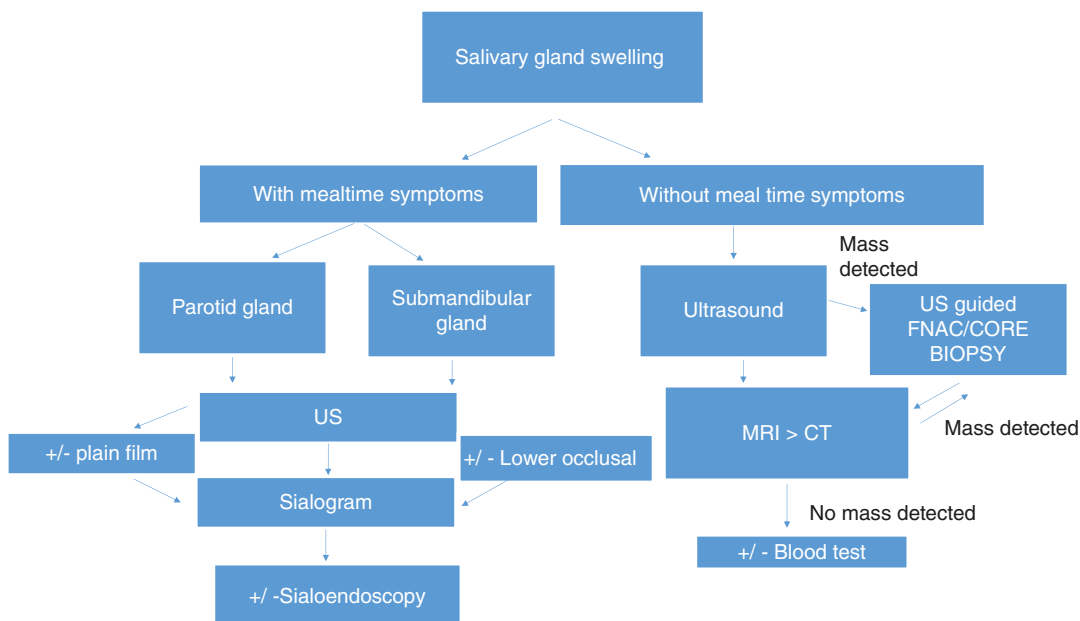 Salivary gland swelling
With mealtime symptoms
Without meal time symptoms
Parotid gland
Submandibular
gland
Ultrasound
Mass
detected
US guided
FNAC/CORE
BIOPSY
US
+/- plain film
+/ - Lower occlusal
MRI > CT
Mass detected
Sialogram
No mass detected
+/ -Sialoendoscopy
+/ - Blood test